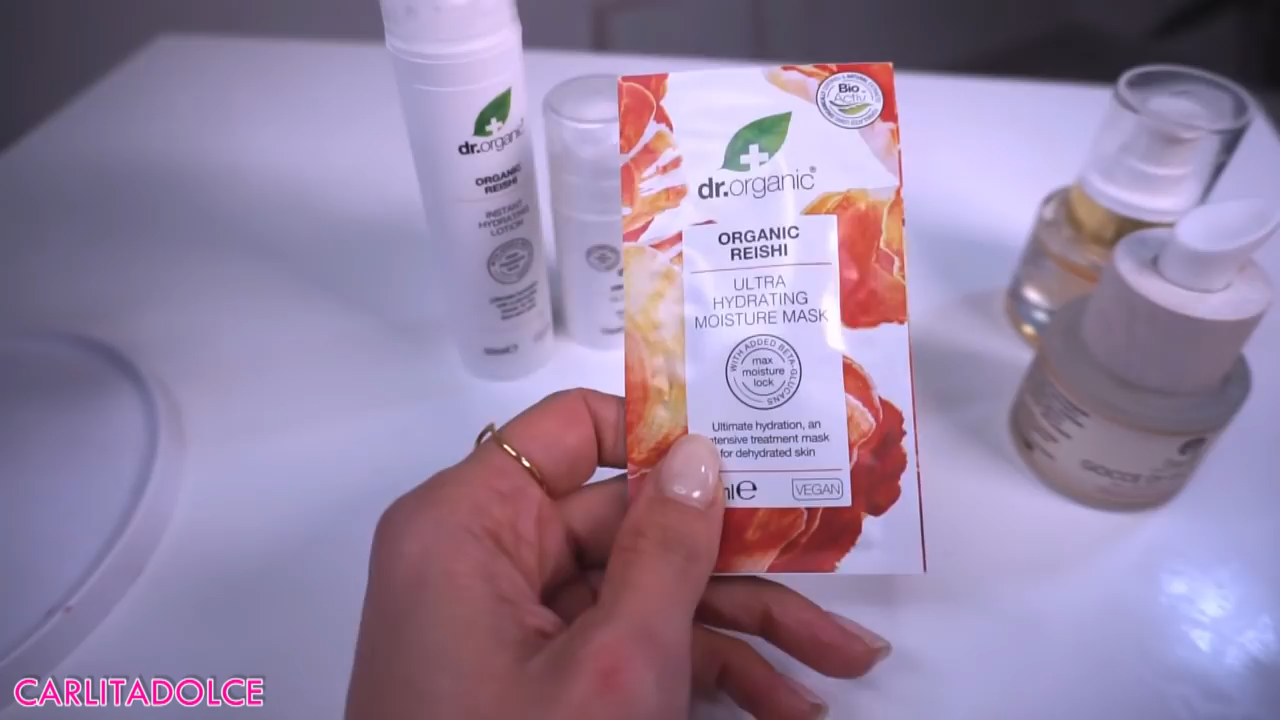 dr.organic
ORGANIC
REISHI
INSTANT
HYDRATING
LOTION
Bio
Activ
dr.organic®
ORGANIC
REISHI
ULTRA
HYDRATING
MOISTURE MASK
WITH ADDED BETA-GLUCANS
max
moisture
lock
Ultimate hydration, an
treatment mask
for dehydrated skin
VEGAN
CARLITADOLCE